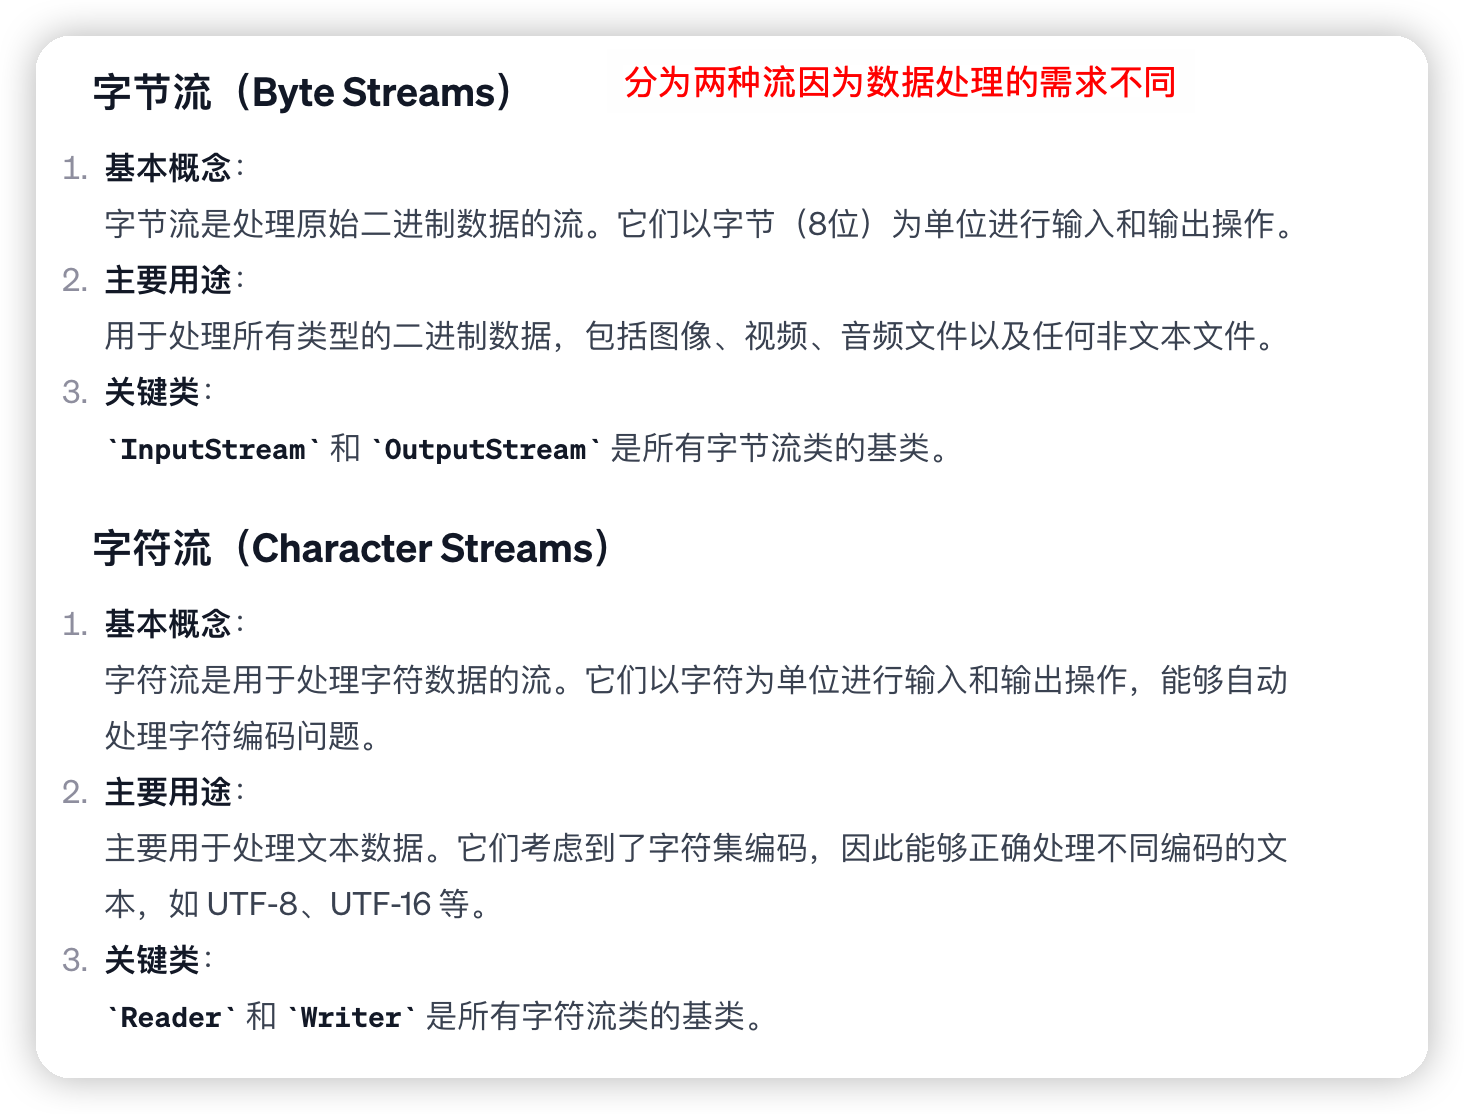 字节流（Byte Streams）
分为两种流因为数据处理的需求不同
1. 基本概念：
字节流是处理原始二进制数据的流。它们以字节（8位）为单位进行输入和输出操作。
2. 主要用途：
用于处理所有类型的二进制数据，包括图像、视频、音频文件以及任何非文本文件。
3. 关键类：
`InputStream` 和 `OutputStream` 是所有字节流类的基类。
字符流（Character Streams）
1. 基本概念：
字符流是用于处理字符数据的流。它们以字符为单位进行输入和输出操作，能够自动
处理字符编码问题。
2. 主要用途：
主要用于处理文本数据。它们考虑到了字符集编码，因此能够正确处理不同编码的文
本，如 UTF-8、UTF-16 等。
3. 关键类：
`Reader` 和 `Writer` 是所有字符流类的基类。